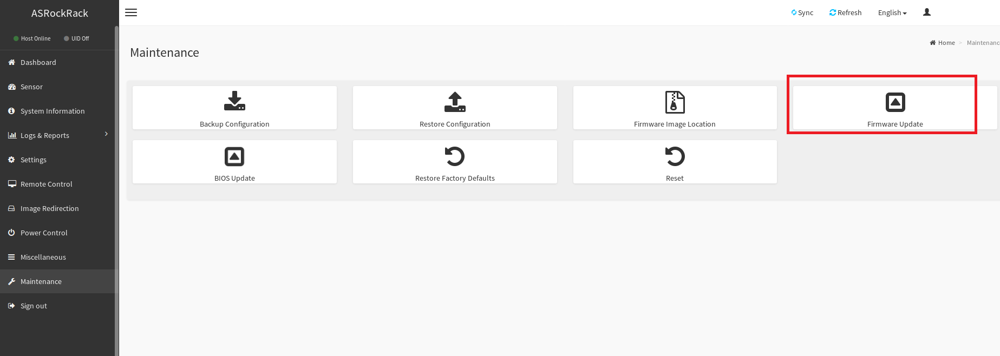 ASRockRack
Host Online
UID Off
Dashboard
Sensor
System Information
Logs & Reports
Settings
Remote Control
Image Redirection
Power Control
Miscellaneous
Maintenance
Sign out
Sync
Refresh
English
Home > Maintenanc
Maintenance
Backup Configuration
Restore Configuration
Firmware Image Location
Firmware Update
BIOS Update
Restore Factory Defaults
Reset